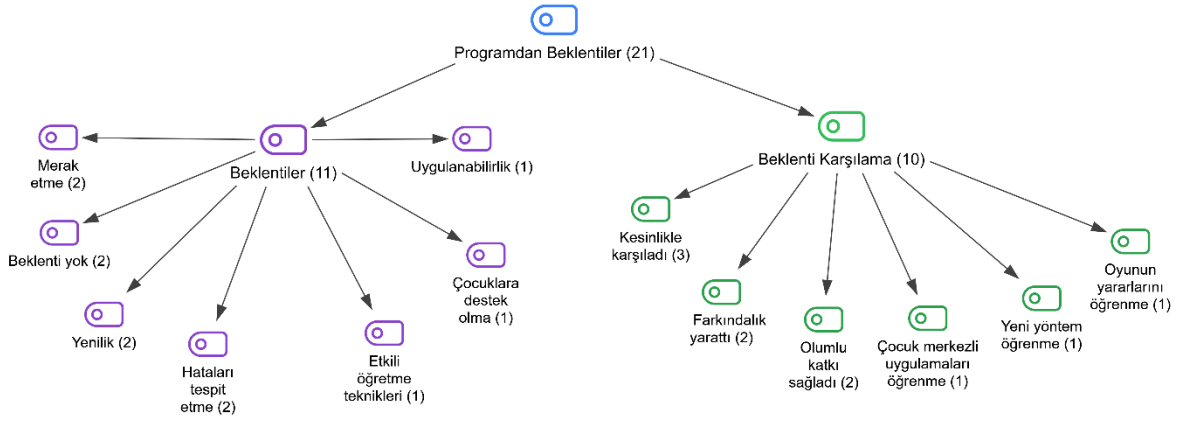 Programdan Beklentiler (21)
Beklentiler (11)
Merak
etme (2)
Uygulanabilirlik (1)
Beklenti yok (2)
Yenilik (2)
Hataları
tespit
etme (2)
Etkili
öğretme
teknikleri (1)
Çocuklara
destek
olma (1)
Beklenti Karşılama (10)
Kesinlikle
karşıladı (3)
Farkındalık
yarattı (2)
Olumlu
katkı
sağladı (2)
Çocuk merkezli
uygulamaları
öğrenme (1)
Yeni yöntem
öğrenme (1)
Oyunun
yararlarını
öğrenme (1)